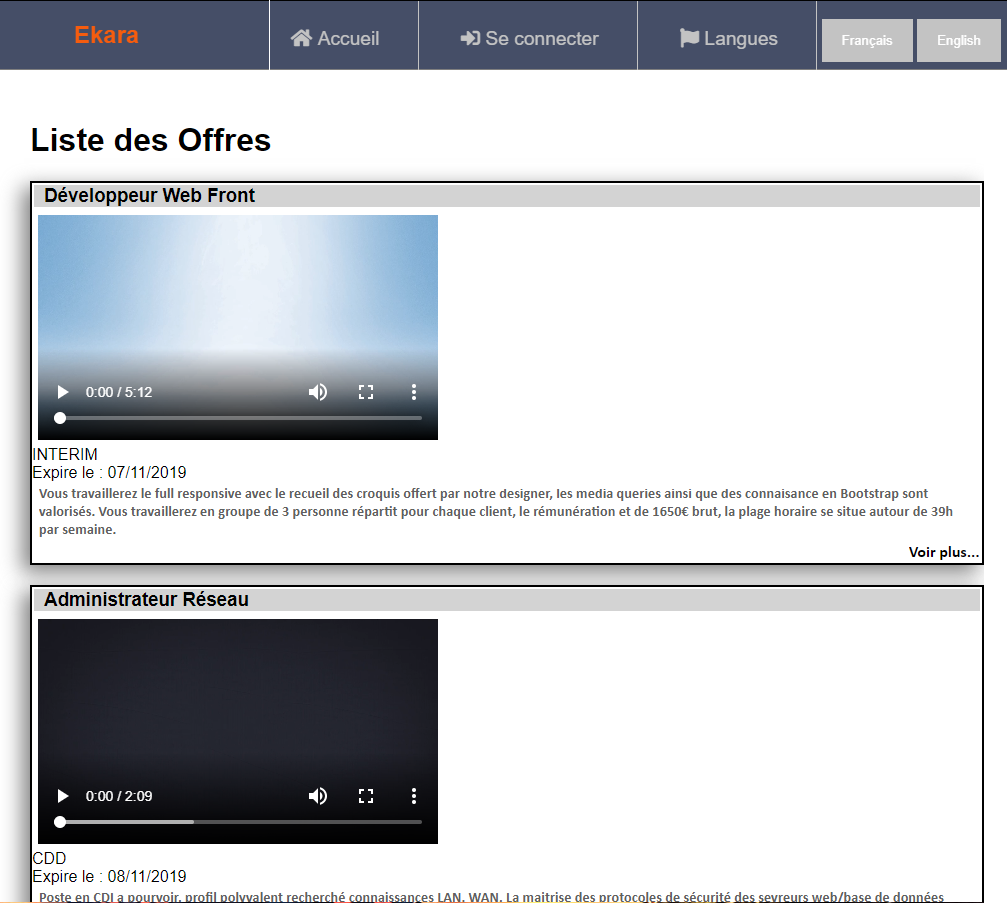 Ekara
Accueil
Se connecter
Langues
Français
English
Liste des Offres
Développeur Web Front
0:00 / 5:12
INTERIM
Expire le : 07/11/2019
Vous travaillerez le full responsive avec le recueil des croquis offert par notre designer, les media queries ainsi que des connaisance en Bootstrap sont
valorisés. Vous travaillerez en groupe de 3 personne répartit pour chaque client, le rémunération et de 1650€ brut, la plage horaire se situe autour de 39h
par semaine.
Voir plus...
Administrateur Réseau
0:00 / 2:09
CDD
Expire le : 08/11/2019
Poste en CDI a pourvoir, profil polyvalent recherché connaissances LAN, WAN. La maitrise des protocoles de sécurité des sevreurs web/base de données